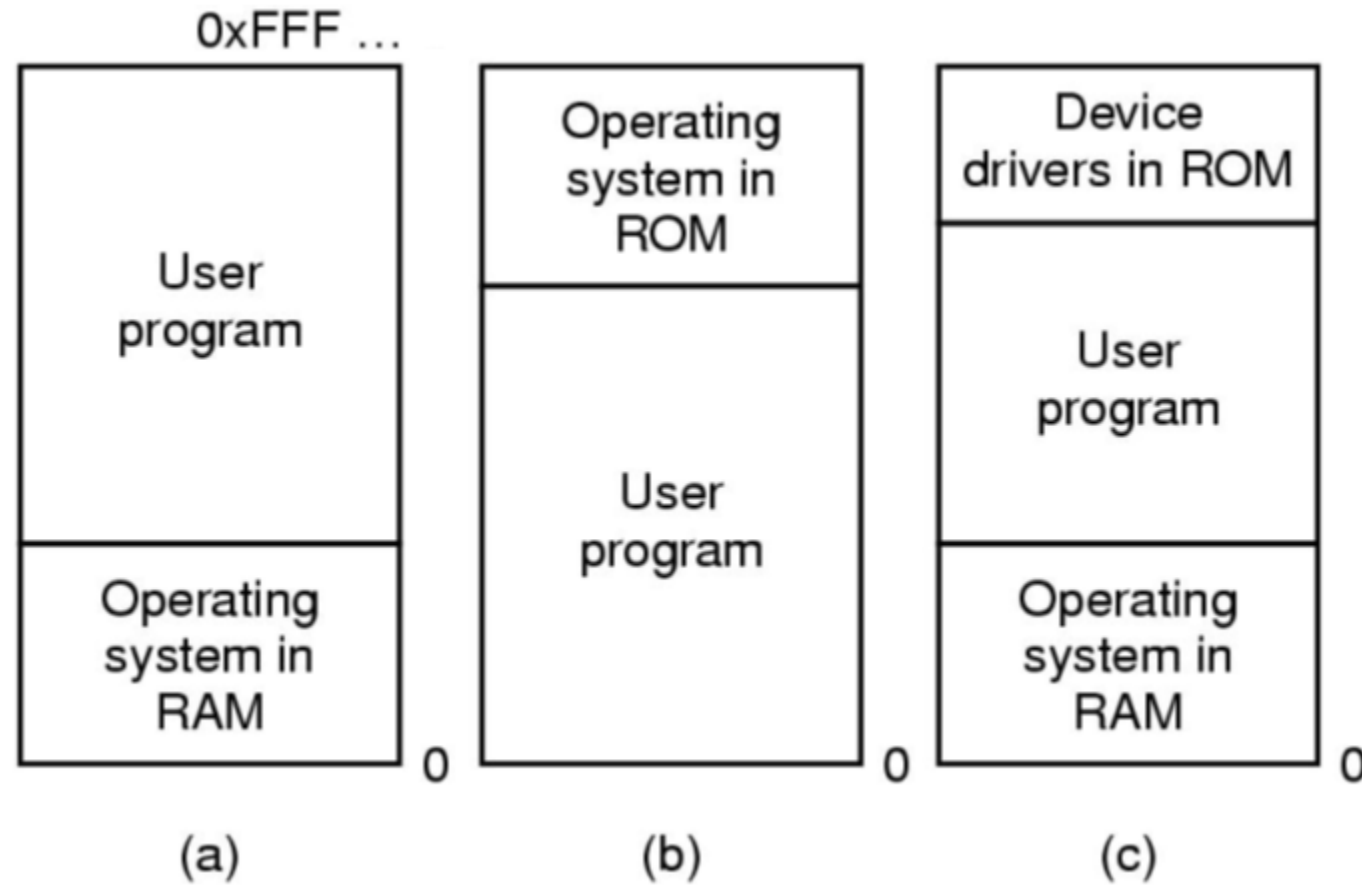 0xFFF ...
User
program
Operating
system in
RAM
0
(a)
Operating
system in
ROM
User
program
0
(b)
Device
drivers in ROM
User
program
Operating
system in
RAM
0
(c)